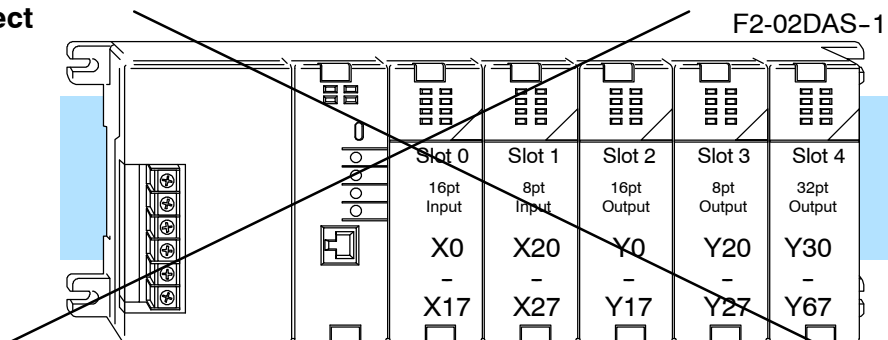 ect
F2-02DAS-1
Slot 0 Slot 1 Slot 2 Slot 3 Slot 4
16pt 8pt 16pt 8pt 32pt
Input Input Output Output Output
X0 X20 Y0 Y20 Y30
- - - - -
X17 X27 Y17 Y27 Y67